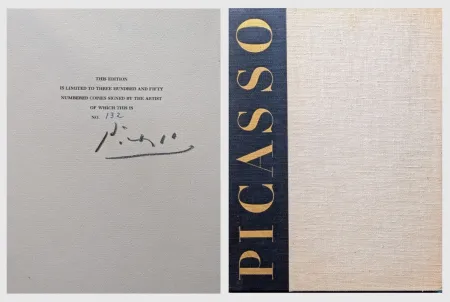 THIS EDITION
IS LIMITED TO THREE HUNDRED AND FIFTY
NUMBERED COPIES SIGNED BY THE ARTIST
OF WHICH THIS IS
NO. 132
Picasso
PICASSO